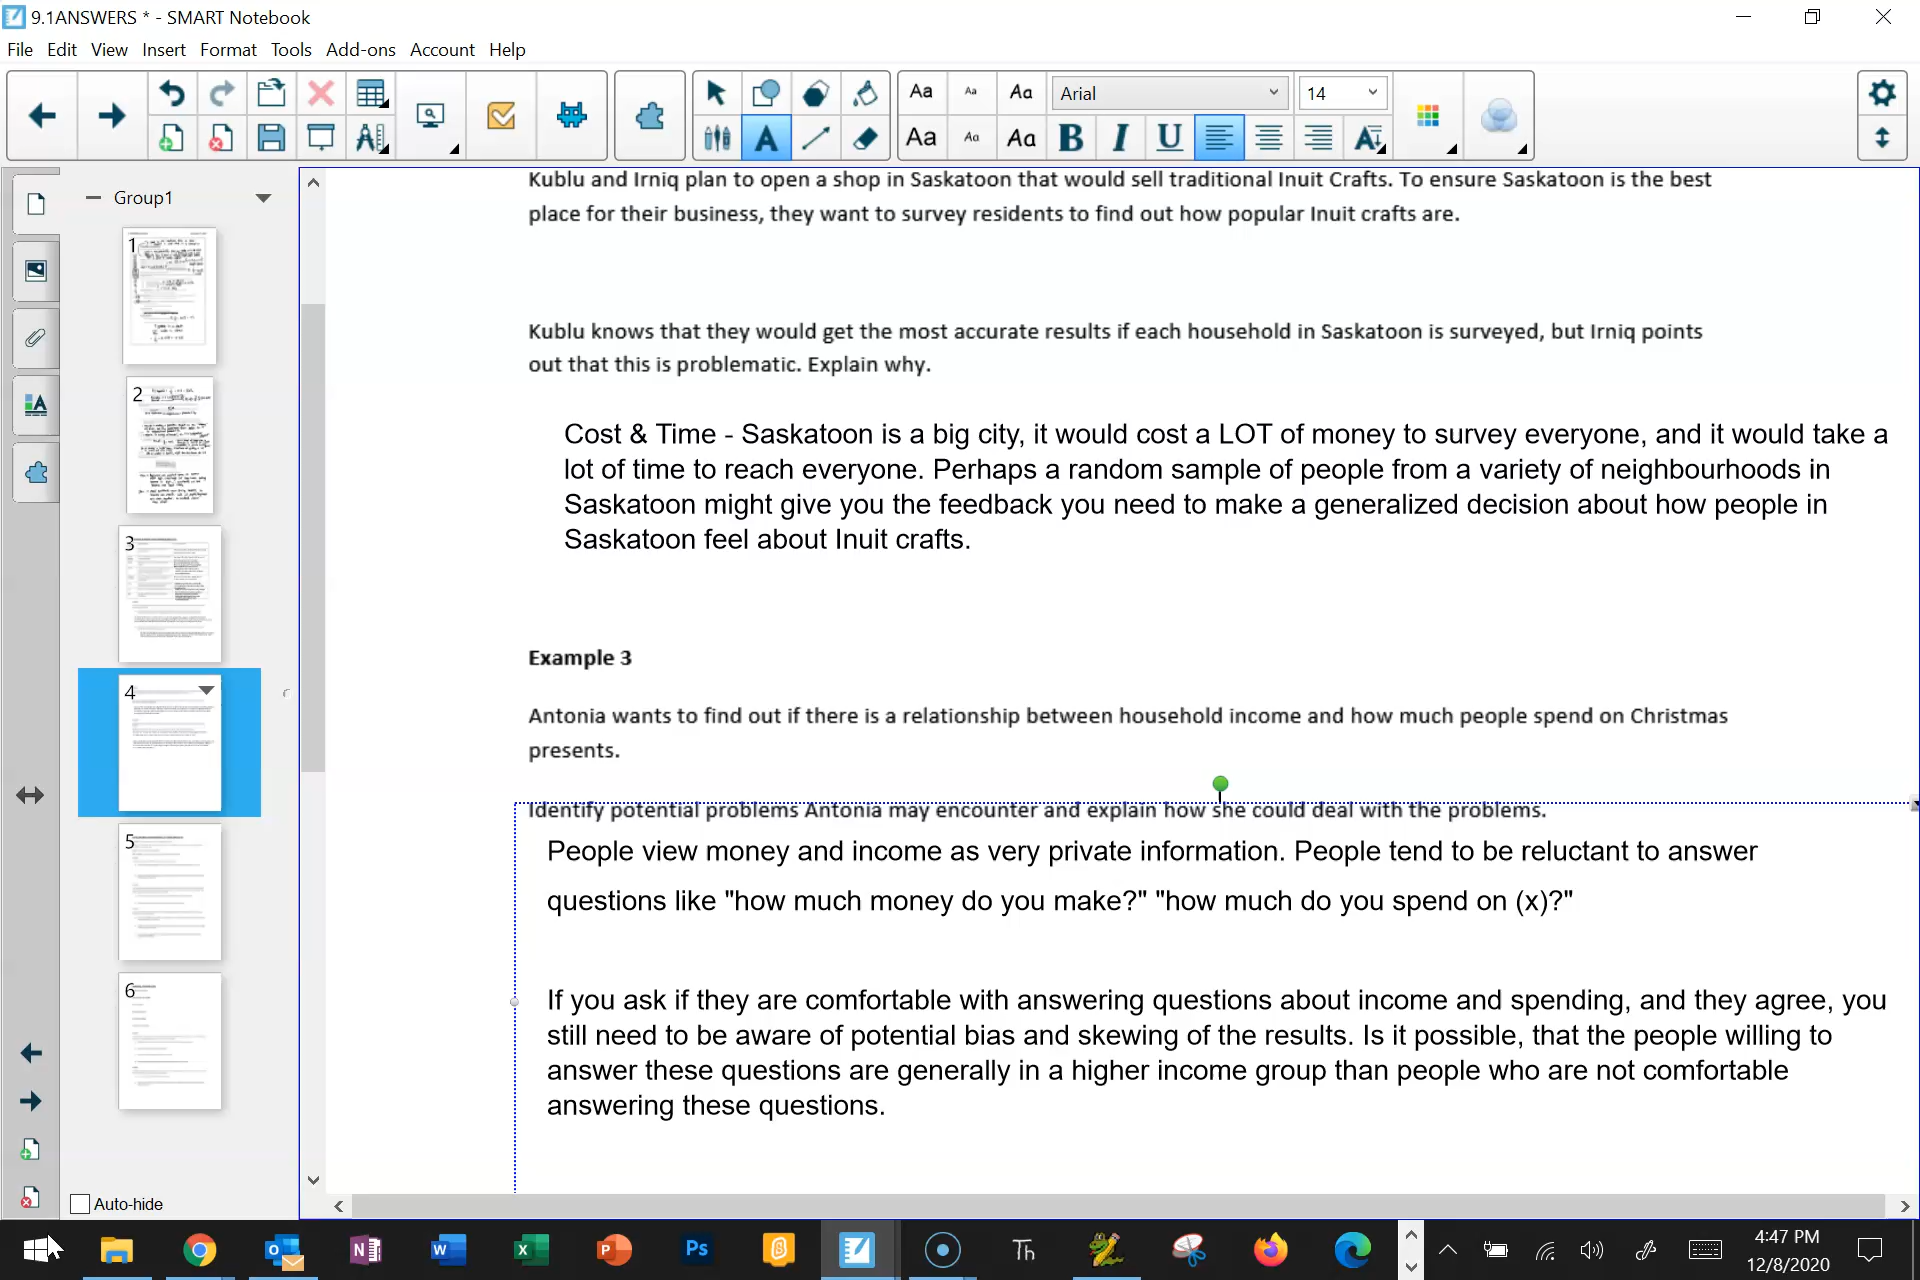 9.1ANSWERS * - SMART Notebook
File Edit View Insert Format Tools Add-ons Account Help
Aa Aa Aa Arial 14
Aa Aa Aa B I U A
Group1
1
2
3
4
5
6
Auto-hide
Kublu and Irniq plan to open a shop in Saskatoon that would sell traditional Inuit Crafts. To ensure Saskatoon is the best
place for their business, they want to survey residents to find out how popular Inuit crafts are.
Kublu knows that they would get the most accurate results if each household in Saskatoon is surveyed, but Irniq points
out that this is problematic. Explain why.
Cost & Time - Saskatoon is a big city, it would cost a LOT of money to survey everyone, and it would take a
lot of time to reach everyone. Perhaps a random sample of people from a variety of neighbourhoods in
Saskatoon might give you the feedback you need to make a generalized decision about how people in
Saskatoon feel about Inuit crafts.
Example 3
Antonia wants to find out if there is a relationship between household income and how much people spend on Christmas
presents.
Identify potential problems Antonia may encounter and explain how she could deal with the problems.
People view money and income as very private information. People tend to be reluctant to answer
questions like "how much money do you make?" "how much do you spend on (x)?"
If you ask if they are comfortable with answering questions about income and spending, and they agree, you
still need to be aware of potential bias and skewing of the results. Is it possible, that the people willing to
answer these questions are generally in a higher income group than people who are not comfortable
answering these questions.
Ps
Th
4:47 PM
12/8/2020